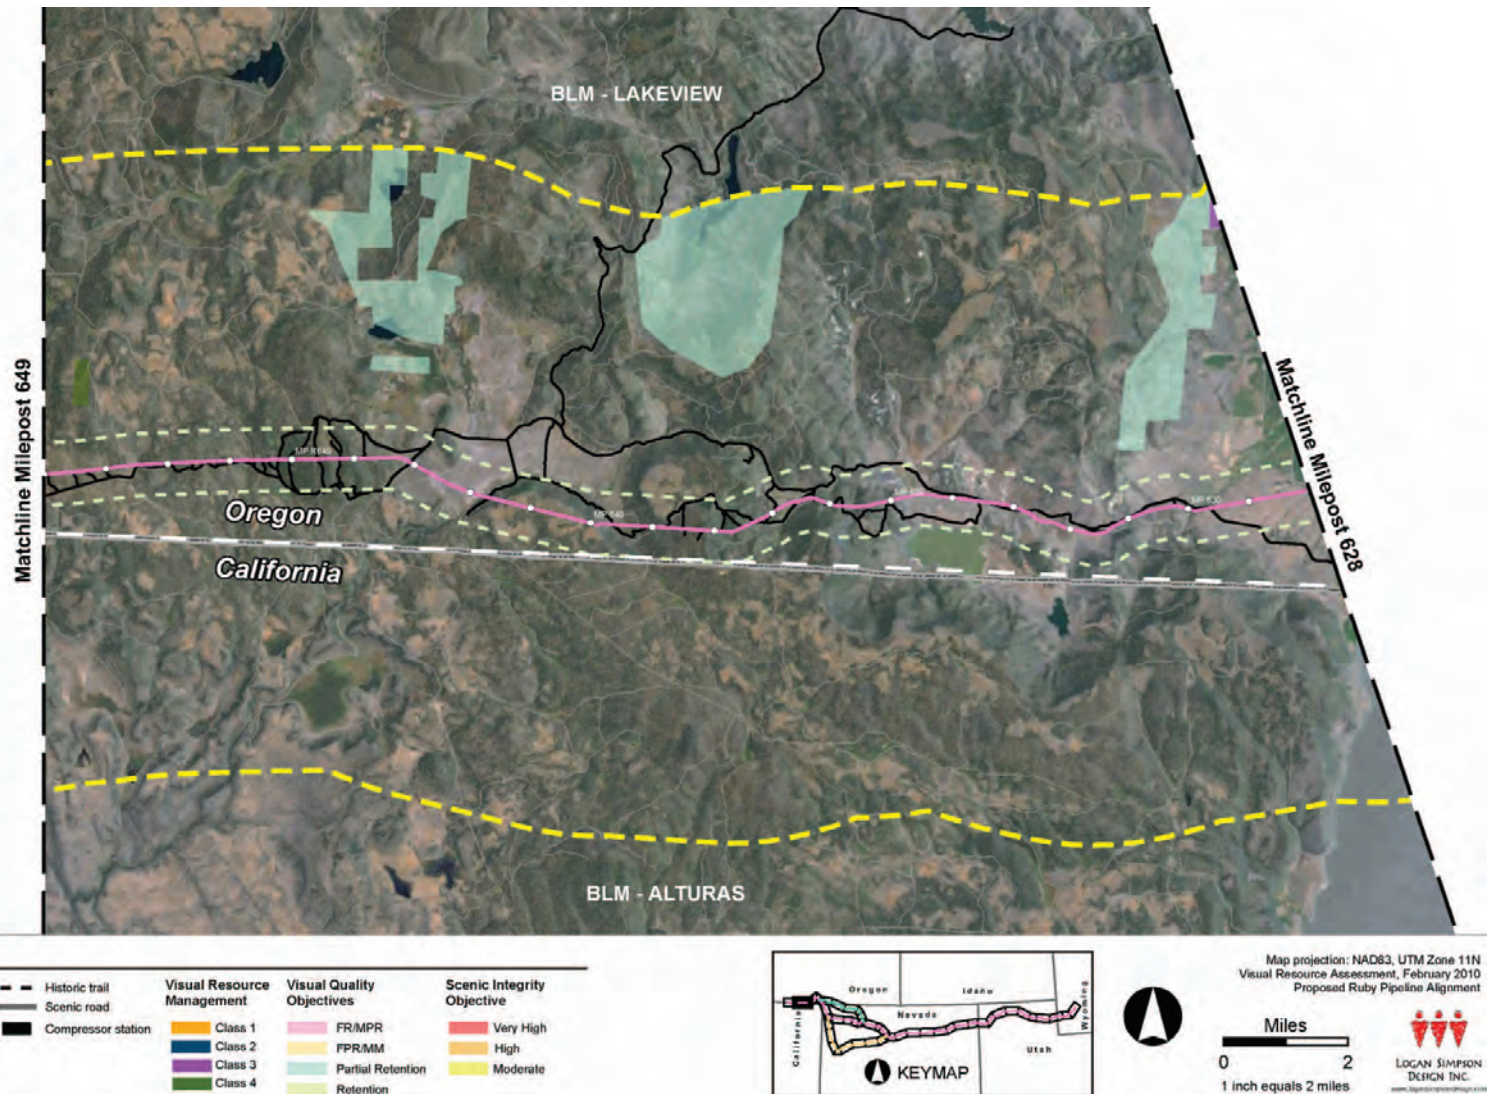 BLM - LAKEVIEW
Matchline Milepost 649
Matchline Milepost 628
Oregon
California
BLM - ALTURAS
Historic trail
Scenic road
Compressor station
Visual Resource
Management
Class 1
Class 2
Class 3
Class 4
Visual Quality
Objectives
FR/MPR
FPR/MM
Partial Retention
Retention
Scenic Integrity
Objective
Very High
High
Moderate
Oregon
Idaho
Wyoming
Nevada
California
Utah
KEYMAP
Map projection: NAD83, UTM Zone 11N
Visual Resource Assessment, February 2010
Proposed Ruby Pipeline Alignment
Miles
0 2
1 inch equals 2 miles
LOGAN SIMPSON
DESIGN INC.